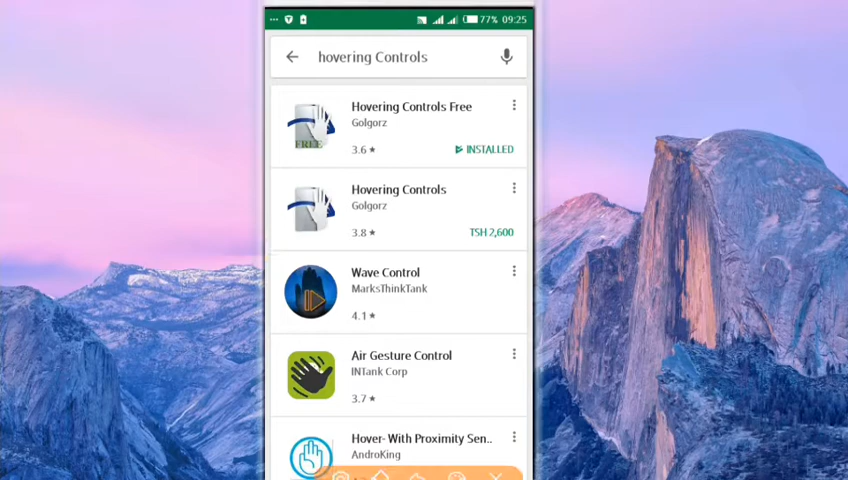 77% 09:25
hovering Controls
Hovering Controls Free
Golgorz
FREE
3.6 ★ INSTALLED
Hovering Controls
Golgorz
3.8 ★ TSH 2,600
Wave Control
MarksThinkTank
4.1 ★
Air Gesture Control
INTank Corp
3.7 ★
Hover- With Proximity Sen..
AndroKing